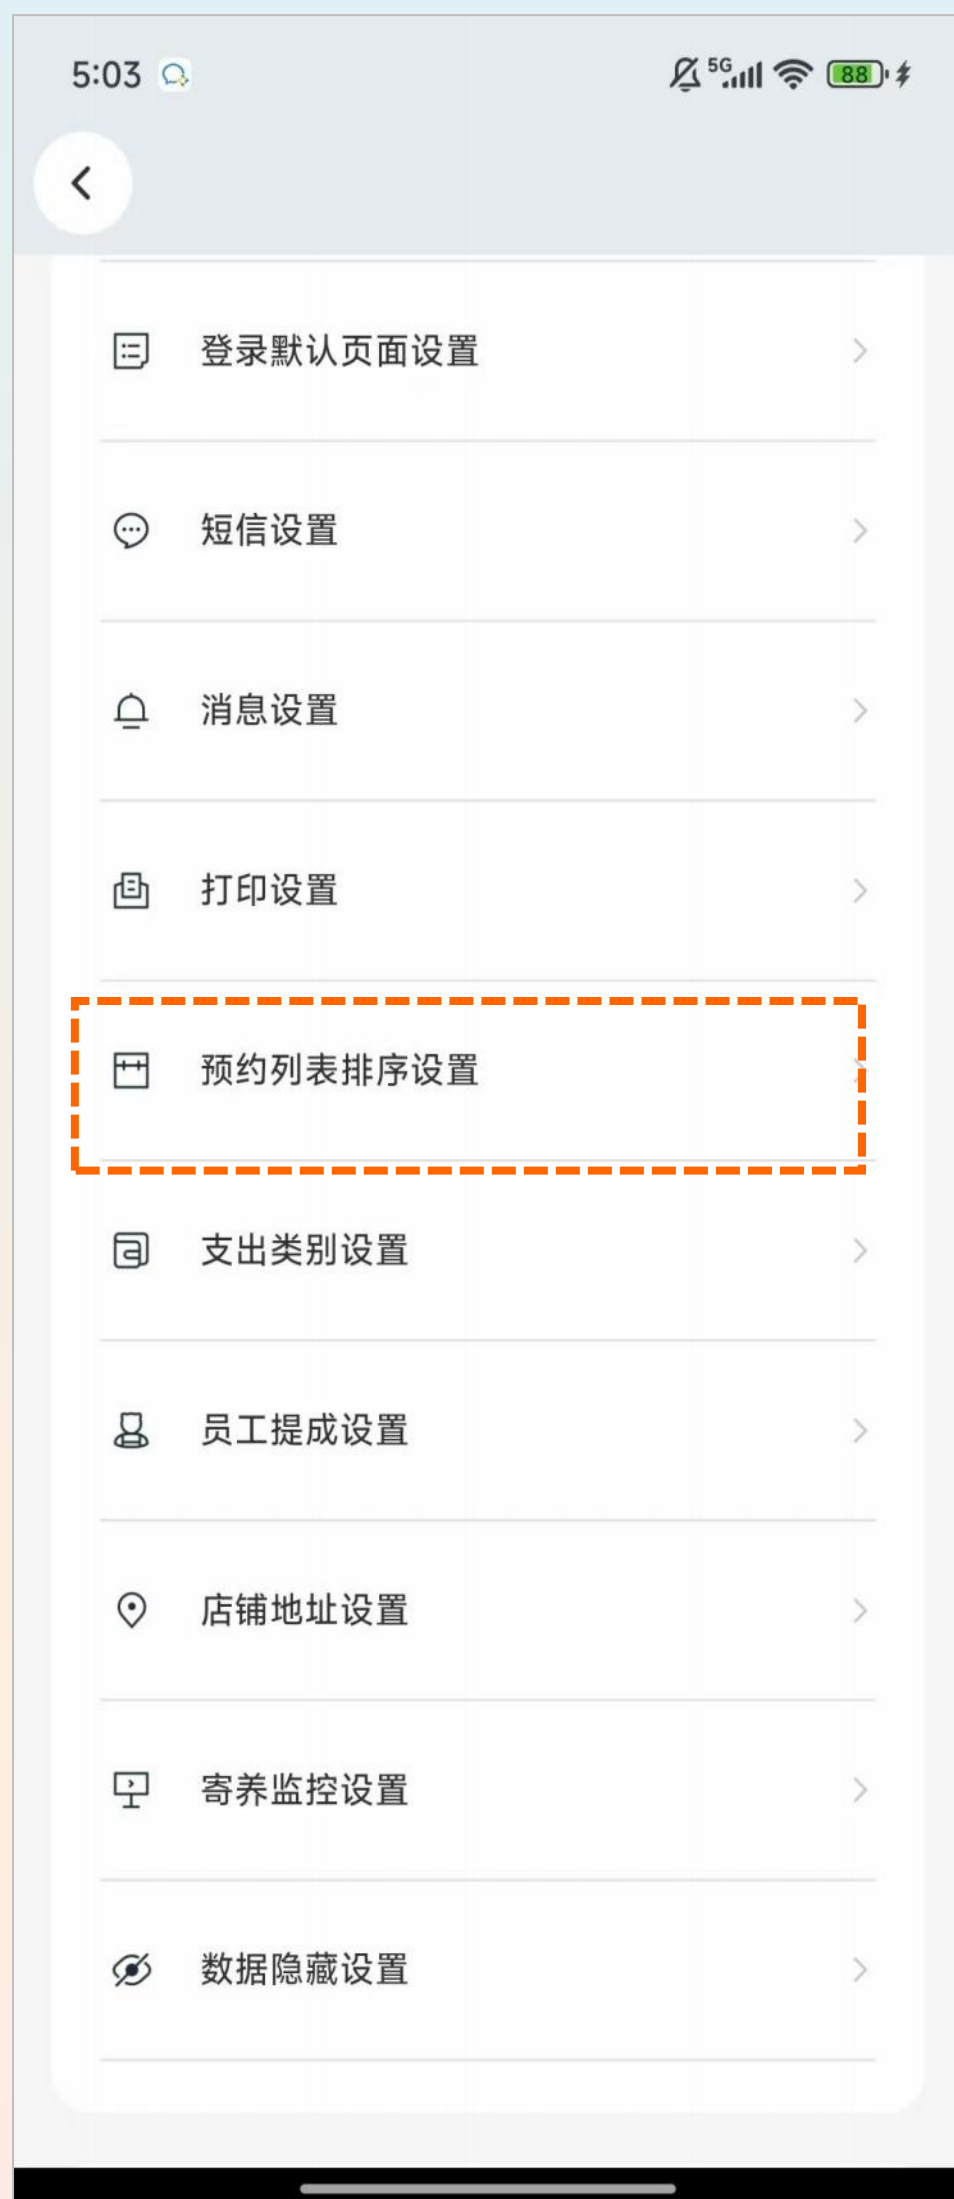 5:03
5G
88
登录默认页面设置
短信设置
消息设置
打印设置
预约列表排序设置
支出类别设置
员工提成设置
店铺地址设置
寄养监控设置
数据隐藏设置